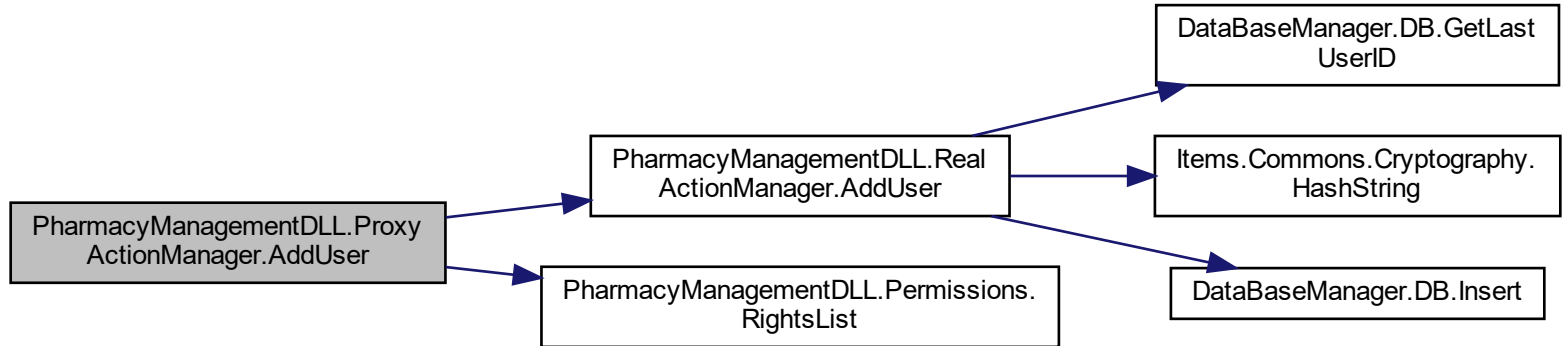 PharmacyManagementDLL.Proxy
ActionManager.AddUser
PharmacyManagementDLL.Real
ActionManager.AddUser
PharmacyManagementDLL.Permissions.
RightsList
DataBaseManager.DB.GetLast
UserID
Items.Commons.Cryptography.
HashString
DataBaseManager.DB.Insert